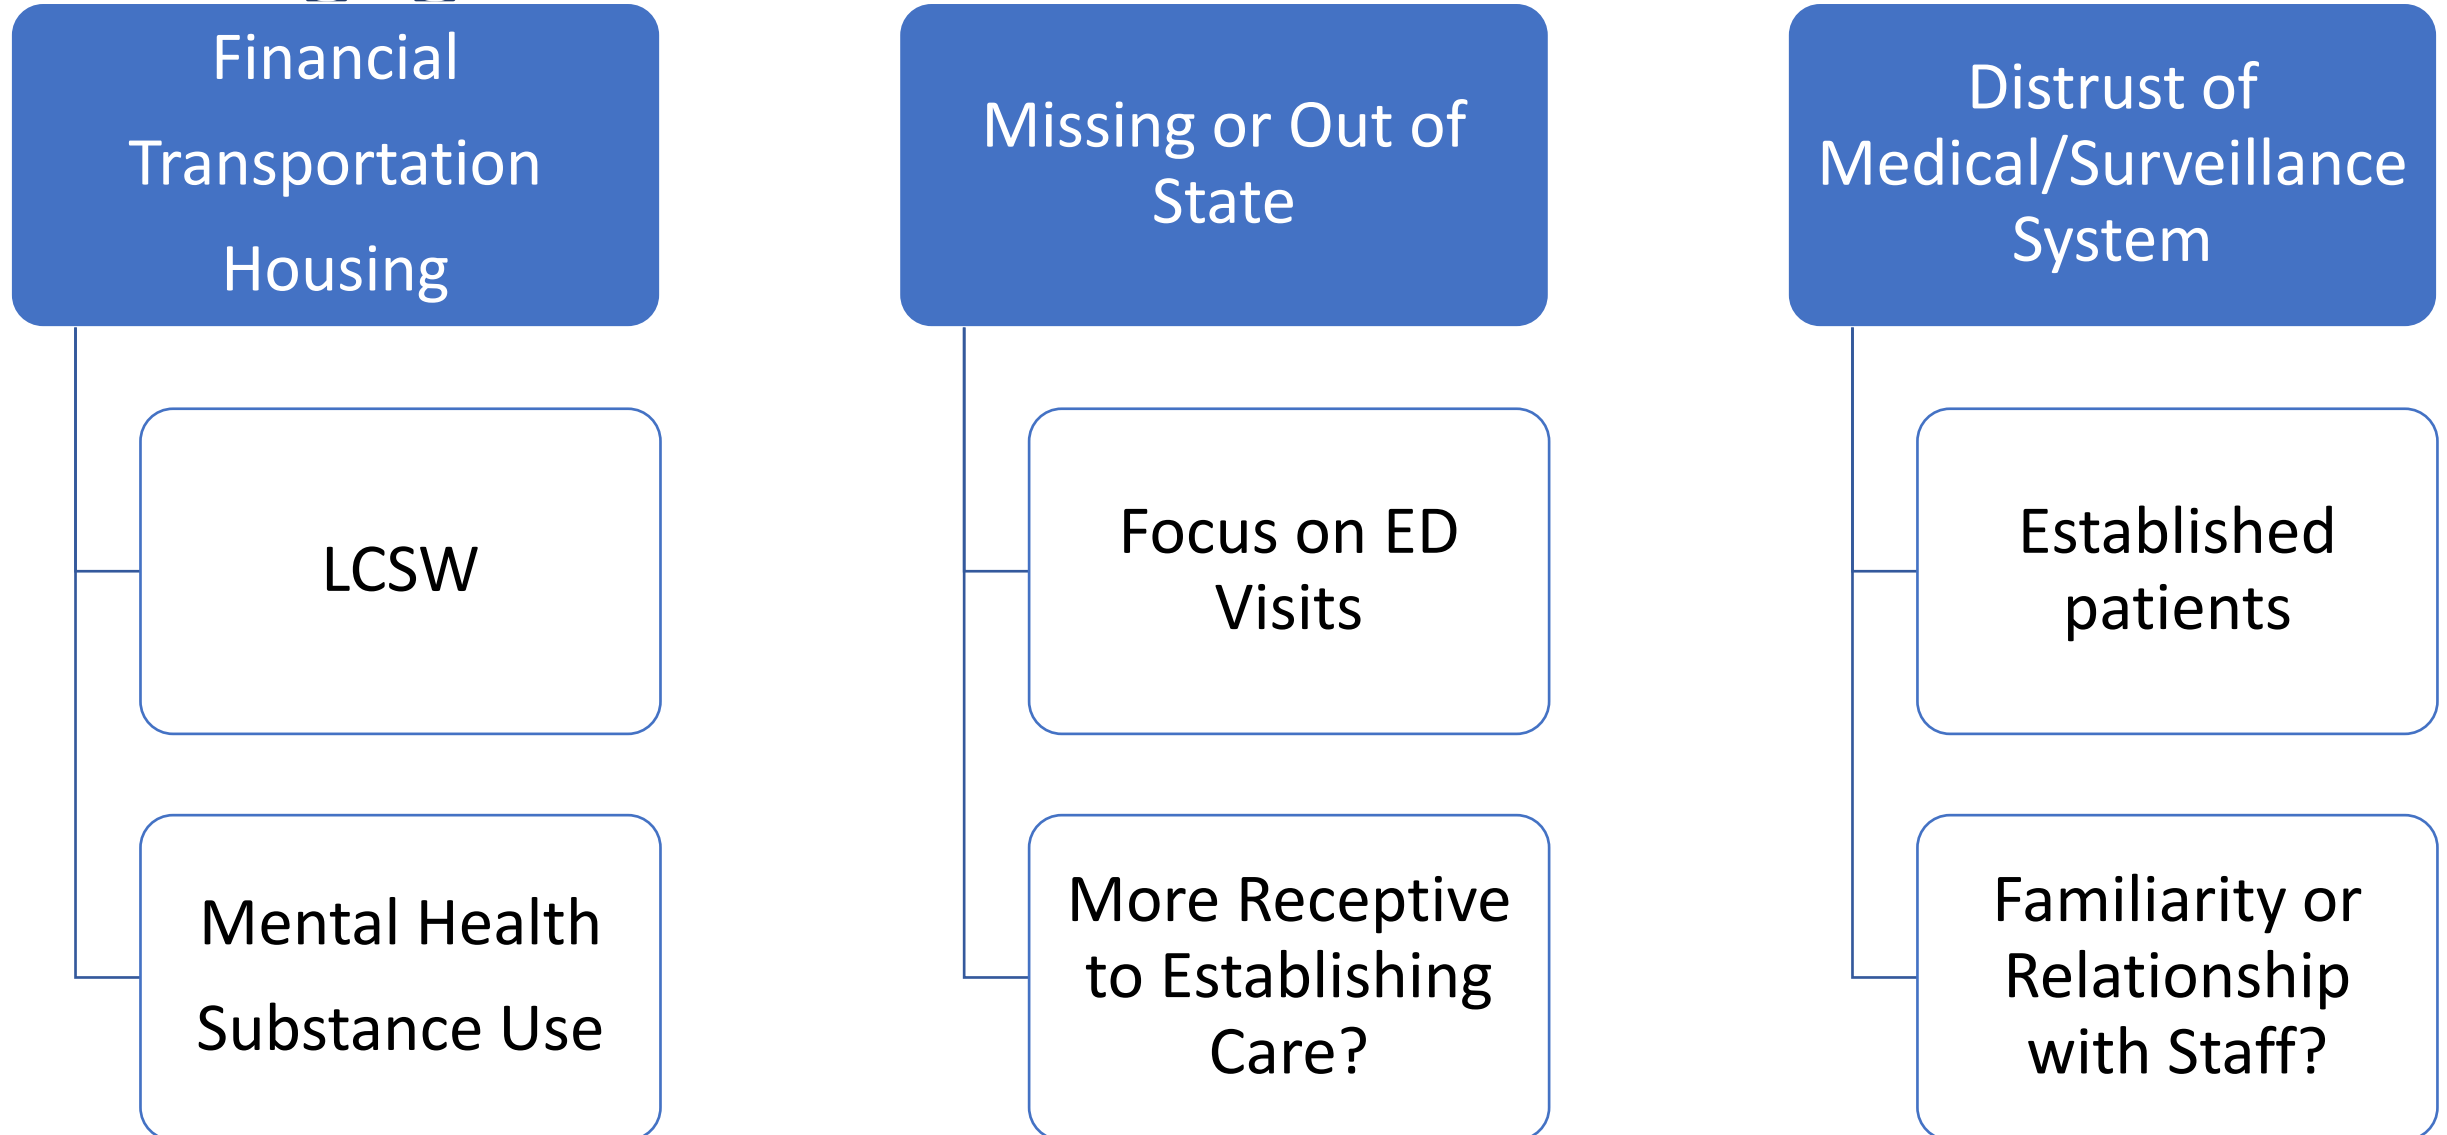 Financial
Transportation
Housing
LCSW
Mental Health
Substance Use
Missing or Out of
State
Focus on ED
Visits
More Receptive
to Establishing
Care?
Distrust of
Medical/Surveillance
System
Established
patients
Familiarity or
Relationship
with Staff?